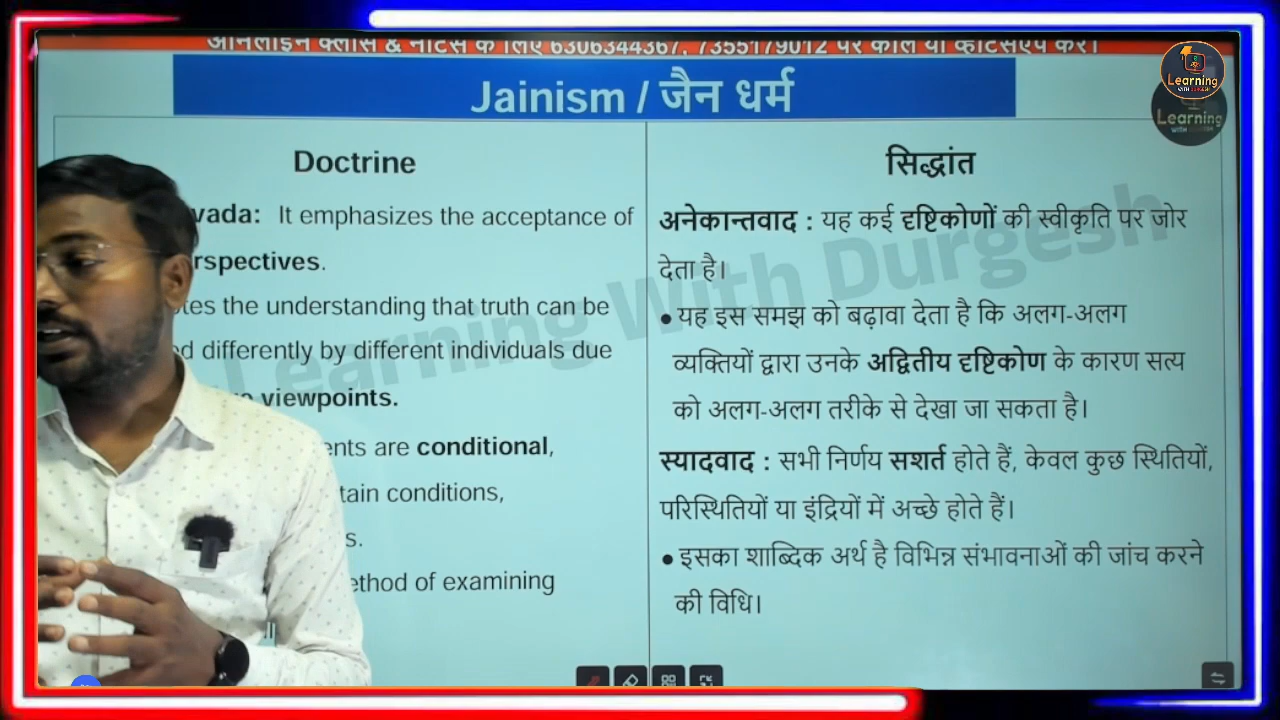 ऑनलाइन क्लास & नोट्स के लिए 6306344367, 7355179012 पर कॉल या व्हाट्सएप करें।
Learning
Jainism / जैन धर्म
Learning
Doctrine
vada: It emphasizes the acceptance of
rspectives.
tes the understanding that truth can be
d differently by different individuals due
viewpoints.
ents are conditional,
tain conditions,
s.
ethod of examining
सिद्धांत
अनेकान्तवाद : यह कई दृष्टिकोणों की स्वीकृति पर जोर
देता है।
• यह इस समझ को बढ़ावा देता है कि अलग-अलग
व्यक्तियों द्वारा उनके अद्वितीय दृष्टिकोण के कारण सत्य
को अलग-अलग तरीके से देखा जा सकता है।
स्यादवाद : सभी निर्णय सशर्त होते हैं, केवल कुछ स्थितियों,
परिस्थितियों या इंद्रियों में अच्छे होते हैं।
• इसका शाब्दिक अर्थ है विभिन्न संभावनाओं की जांच करने
की विधि।
Learning With Durgesh